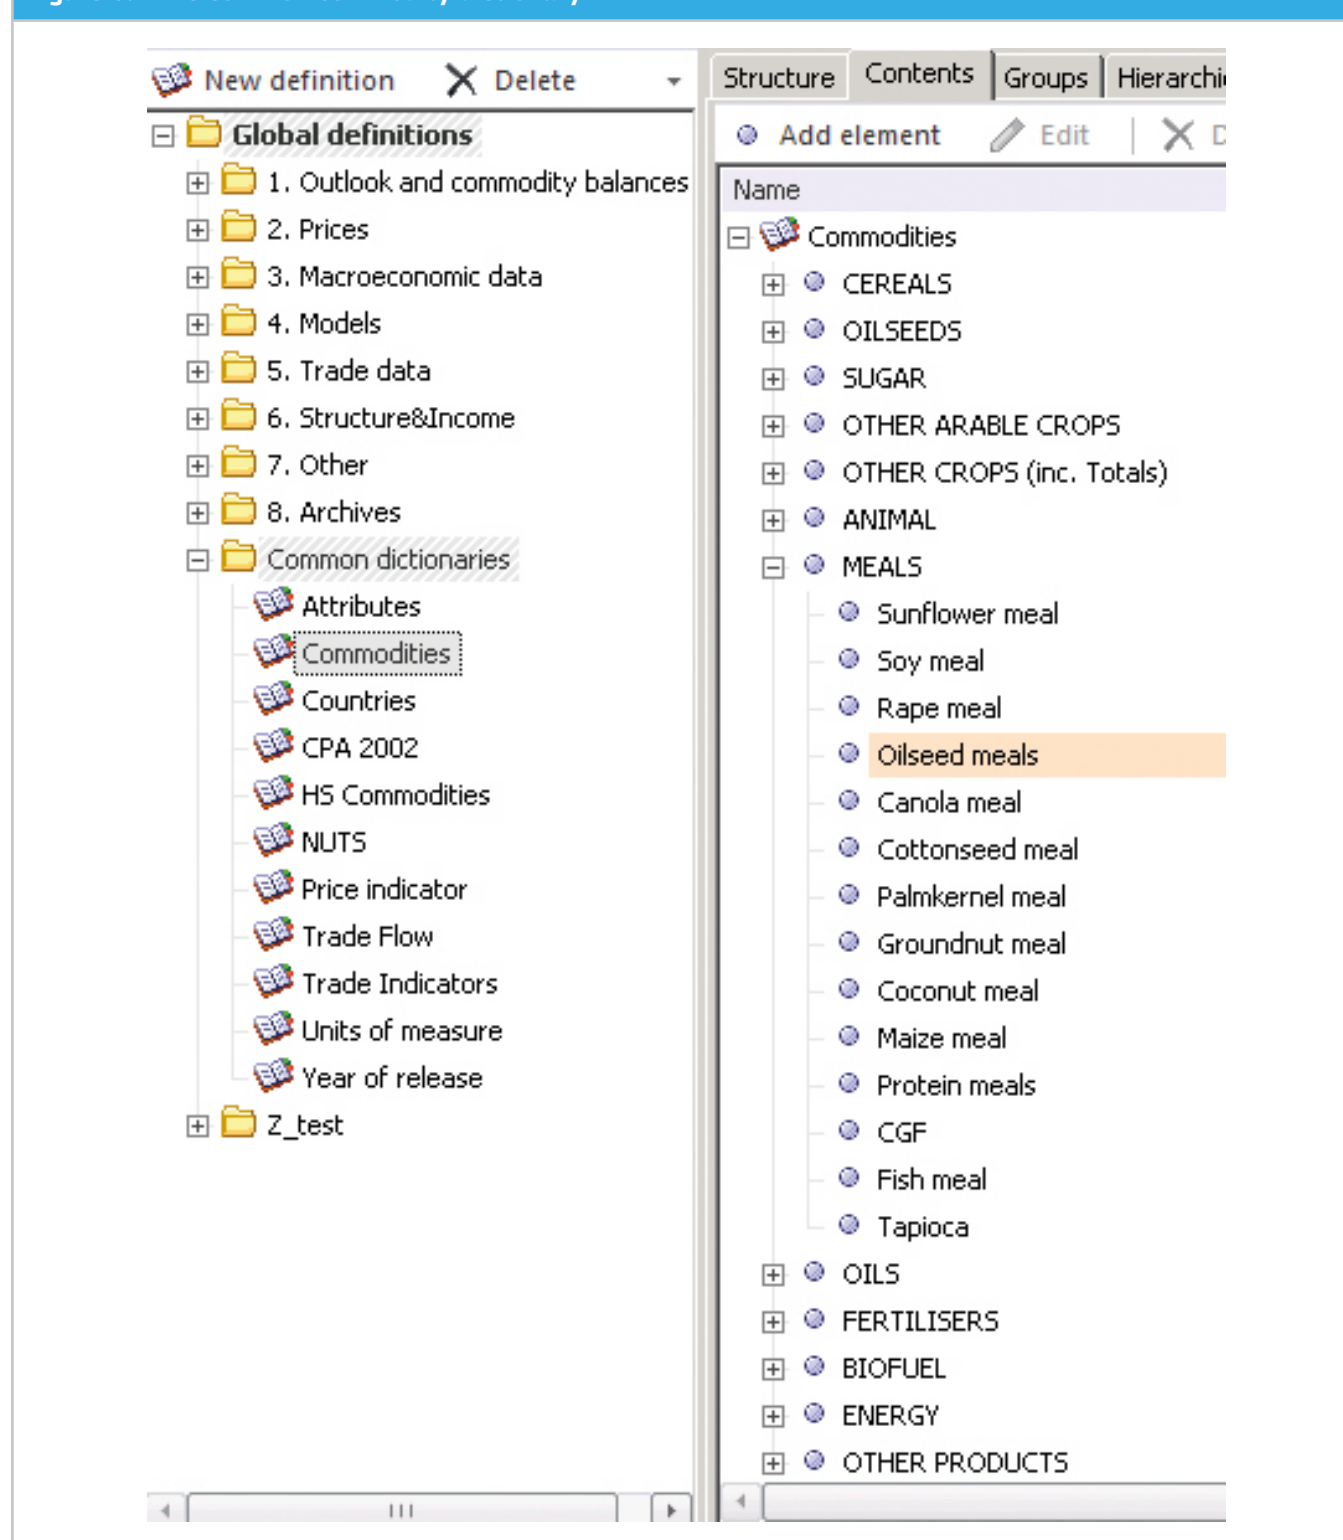 New definition
Delete
Global definitions
1. Outlook and commodity balances
2. Prices
3. Macroeconomic data
4. Models
5. Trade data
6. Structure&Income
7. Other
8. Archives
Common dictionaries
Attributes
Commodities
Countries
CPA 2002
HS Commodities
NUTS
Price indicator
Trade Flow
Trade Indicators
Units of measure
Year of release
Z_test
Structure
Contents
Groups
Hierarchi
Add element
Edit
Name
Commodities
CEREALS
OILSEEDS
SUGAR
OTHER ARABLE CROPS
OTHER CROPS (inc. Totals)
ANIMAL
MEALS
Sunflower meal
Soy meal
Rape meal
Oilseed meals
Canola meal
Cottonseed meal
Palmkernel meal
Groundnut meal
Coconut meal
Maize meal
Protein meals
CGF
Fish meal
Tapioca
OILS
FERTILISERS
BIOFUEL
ENERGY
OTHER PRODUCTS